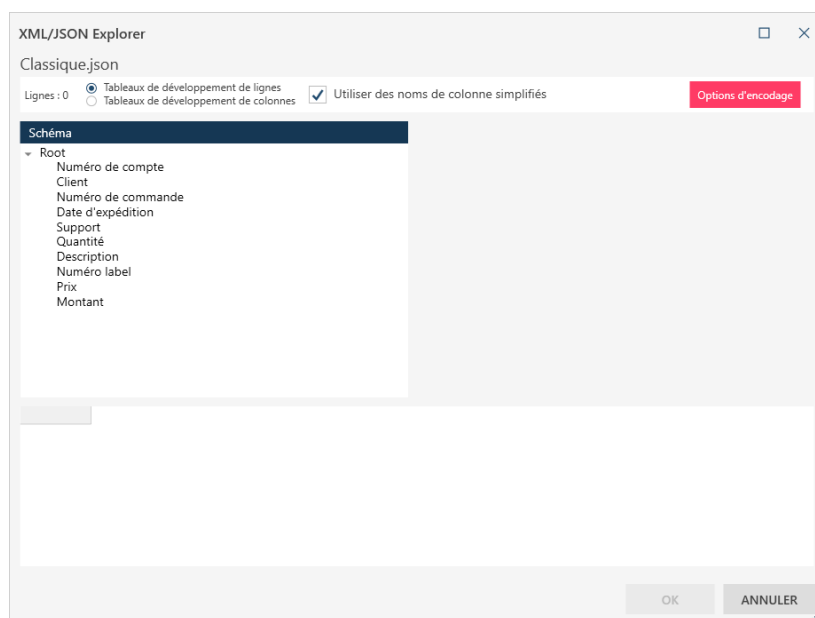 XML/JSON Explorer
Classique.json
Lignes : 0
Tableaux de développement de lignes
Tableaux de développement de colonnes
Utiliser des noms de colonne simplifiés
Options d'encodage
Schéma
Root
Numéro de compte
Client
Numéro de commande
Date d'expédition
Support
Quantité
Description
Numéro label
Prix
Montant
OK
ANNULER